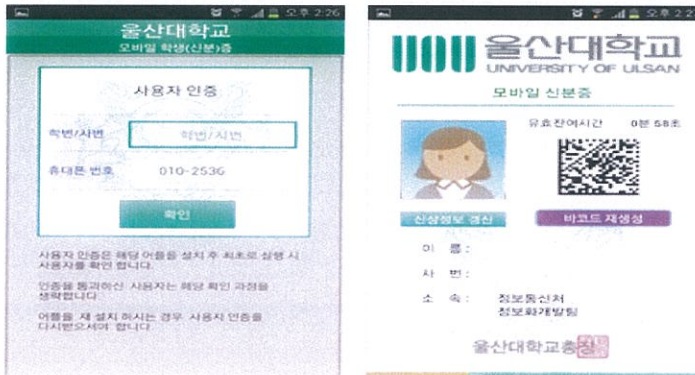 오후 2:26
울산대학교
모바일 학생(신분)증
사용자 인증
학번/사번
학번/사번
휴대폰 번호
010-2536
확인
사용자 인증은 해당 어플을 설치 후 최초로 실행 시
사용자를 확인 합니다.
인증을 통과하신 사용자는 해당 확인 과정을
생략합니다.
어플을 재 설치 하시는 경우 사용자 인증을
다시받으셔야 합니다.
오후 2:2
UOU 울산대학교
UNIVERSITY OF ULSAN
모바일 신분증
유효잔여시간 0분 58초
신상정보 갱신
바코드 재생성
이 름 :
사 번 :
소 속 : 정보통신처
정보화개발팀
울산대학교총장